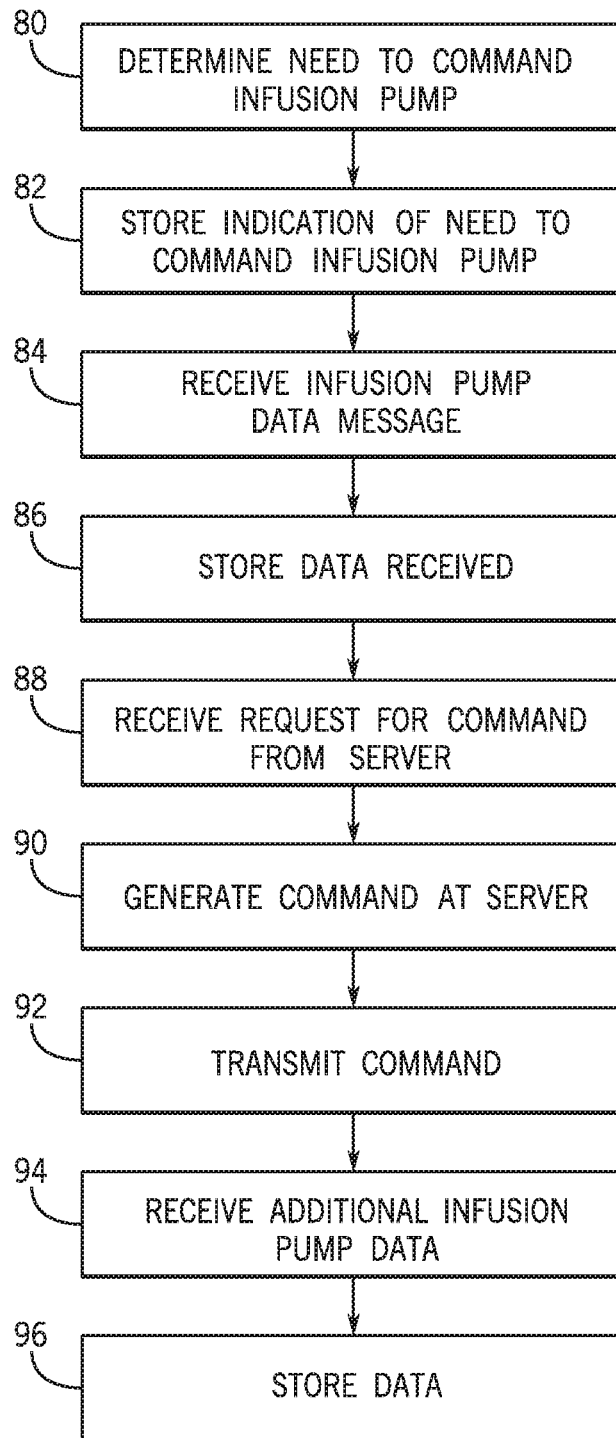 80
DETERMINE NEED TO COMMAND
INFUSION PUMP
82
STORE INDICATION OF NEED TO
COMMAND INFUSION PUMP
84
RECEIVE INFUSION PUMP
DATA MESSAGE
86
STORE DATA RECEIVED
88
RECEIVE REQUEST FOR COMMAND
FROM SERVER
90
GENERATE COMMAND AT SERVER
92
TRANSMIT COMMAND
94
RECEIVE ADDITIONAL INFUSION
PUMP DATA
96
STORE DATA